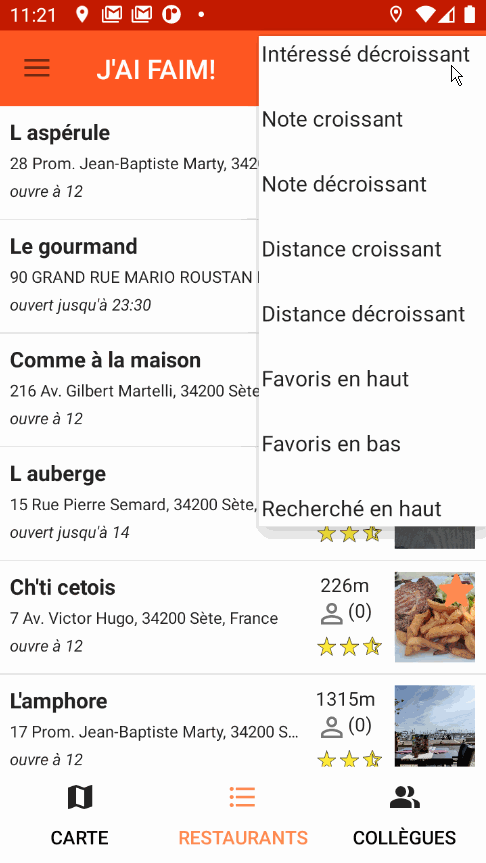 11:21
J'AI FAIM!
Intéressé décroissant
Note croissant
Note décroissant
Distance croissant
Distance décroissant
Favoris en haut
Favoris en bas
Recherché en haut
L aspérule
28 Prom. Jean-Baptiste Marty, 342
ouvre à 12
Le gourmand
90 GRAND RUE MARIO ROUSTAN
ouvert jusqu'à 23:30
Comme à la maison
216 Av. Gilbert Martelli, 34200 Sète
ouvre à 12
L auberge
15 Rue Pierre Semard, 34200 Sète,
ouvert jusqu'à 14
Ch'ti cetois
226m
7 Av. Victor Hugo, 34200 Sète, France
(0)
ouvre à 12
L'amphore
1315m
17 Prom. Jean-Baptiste Marty, 34200 S...
(0)
ouvre à 12
CARTE
RESTAURANTS
COLLÈGUES